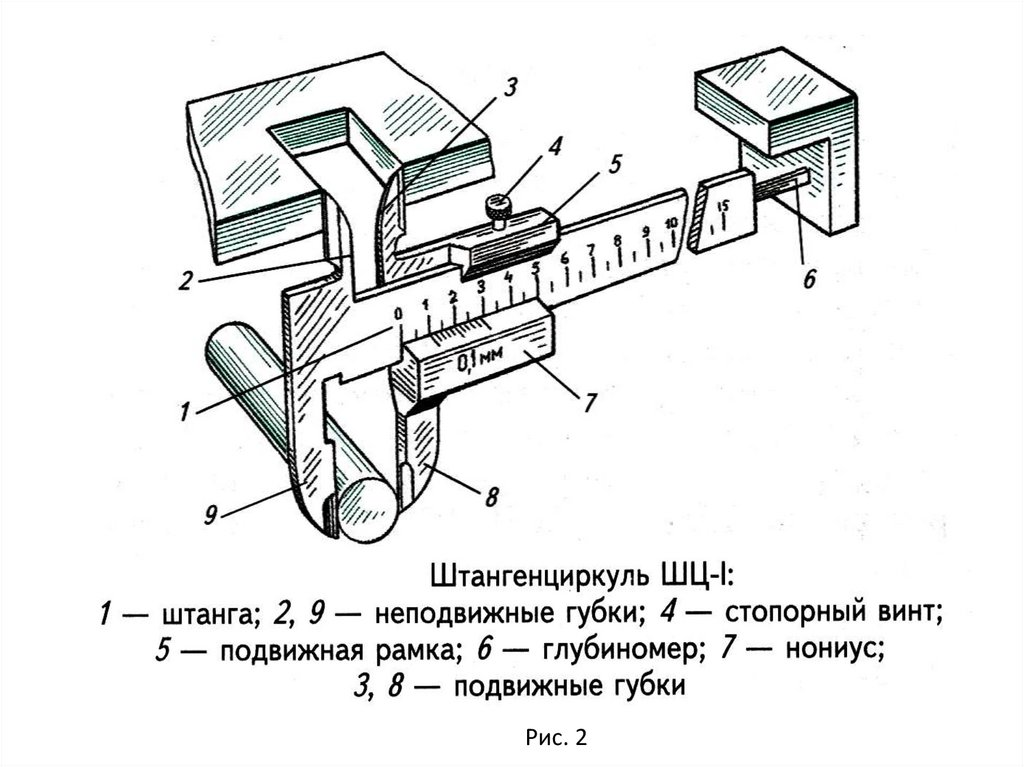 3
4
5
2
6
0 1 2 3 4 5 6 7 8 9 10 15
0,1 мм
1
7
8
9
Штангенциркуль ШЦ-I:
1 — штанга; 2, 9 — неподвижные губки; 4 — стопорный винт;
5 — подвижная рамка; 6 — глубиномер; 7 — нониус;
3, 8 — подвижные губки
Рис. 2